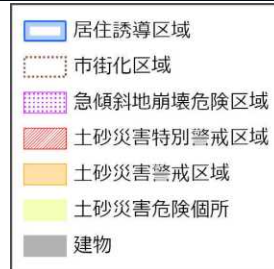 居住誘導区域
市街化区域
急傾斜地崩壊危険区域
土砂災害特別警戒区域
土砂災害警戒区域
土砂災害危険個所
建物